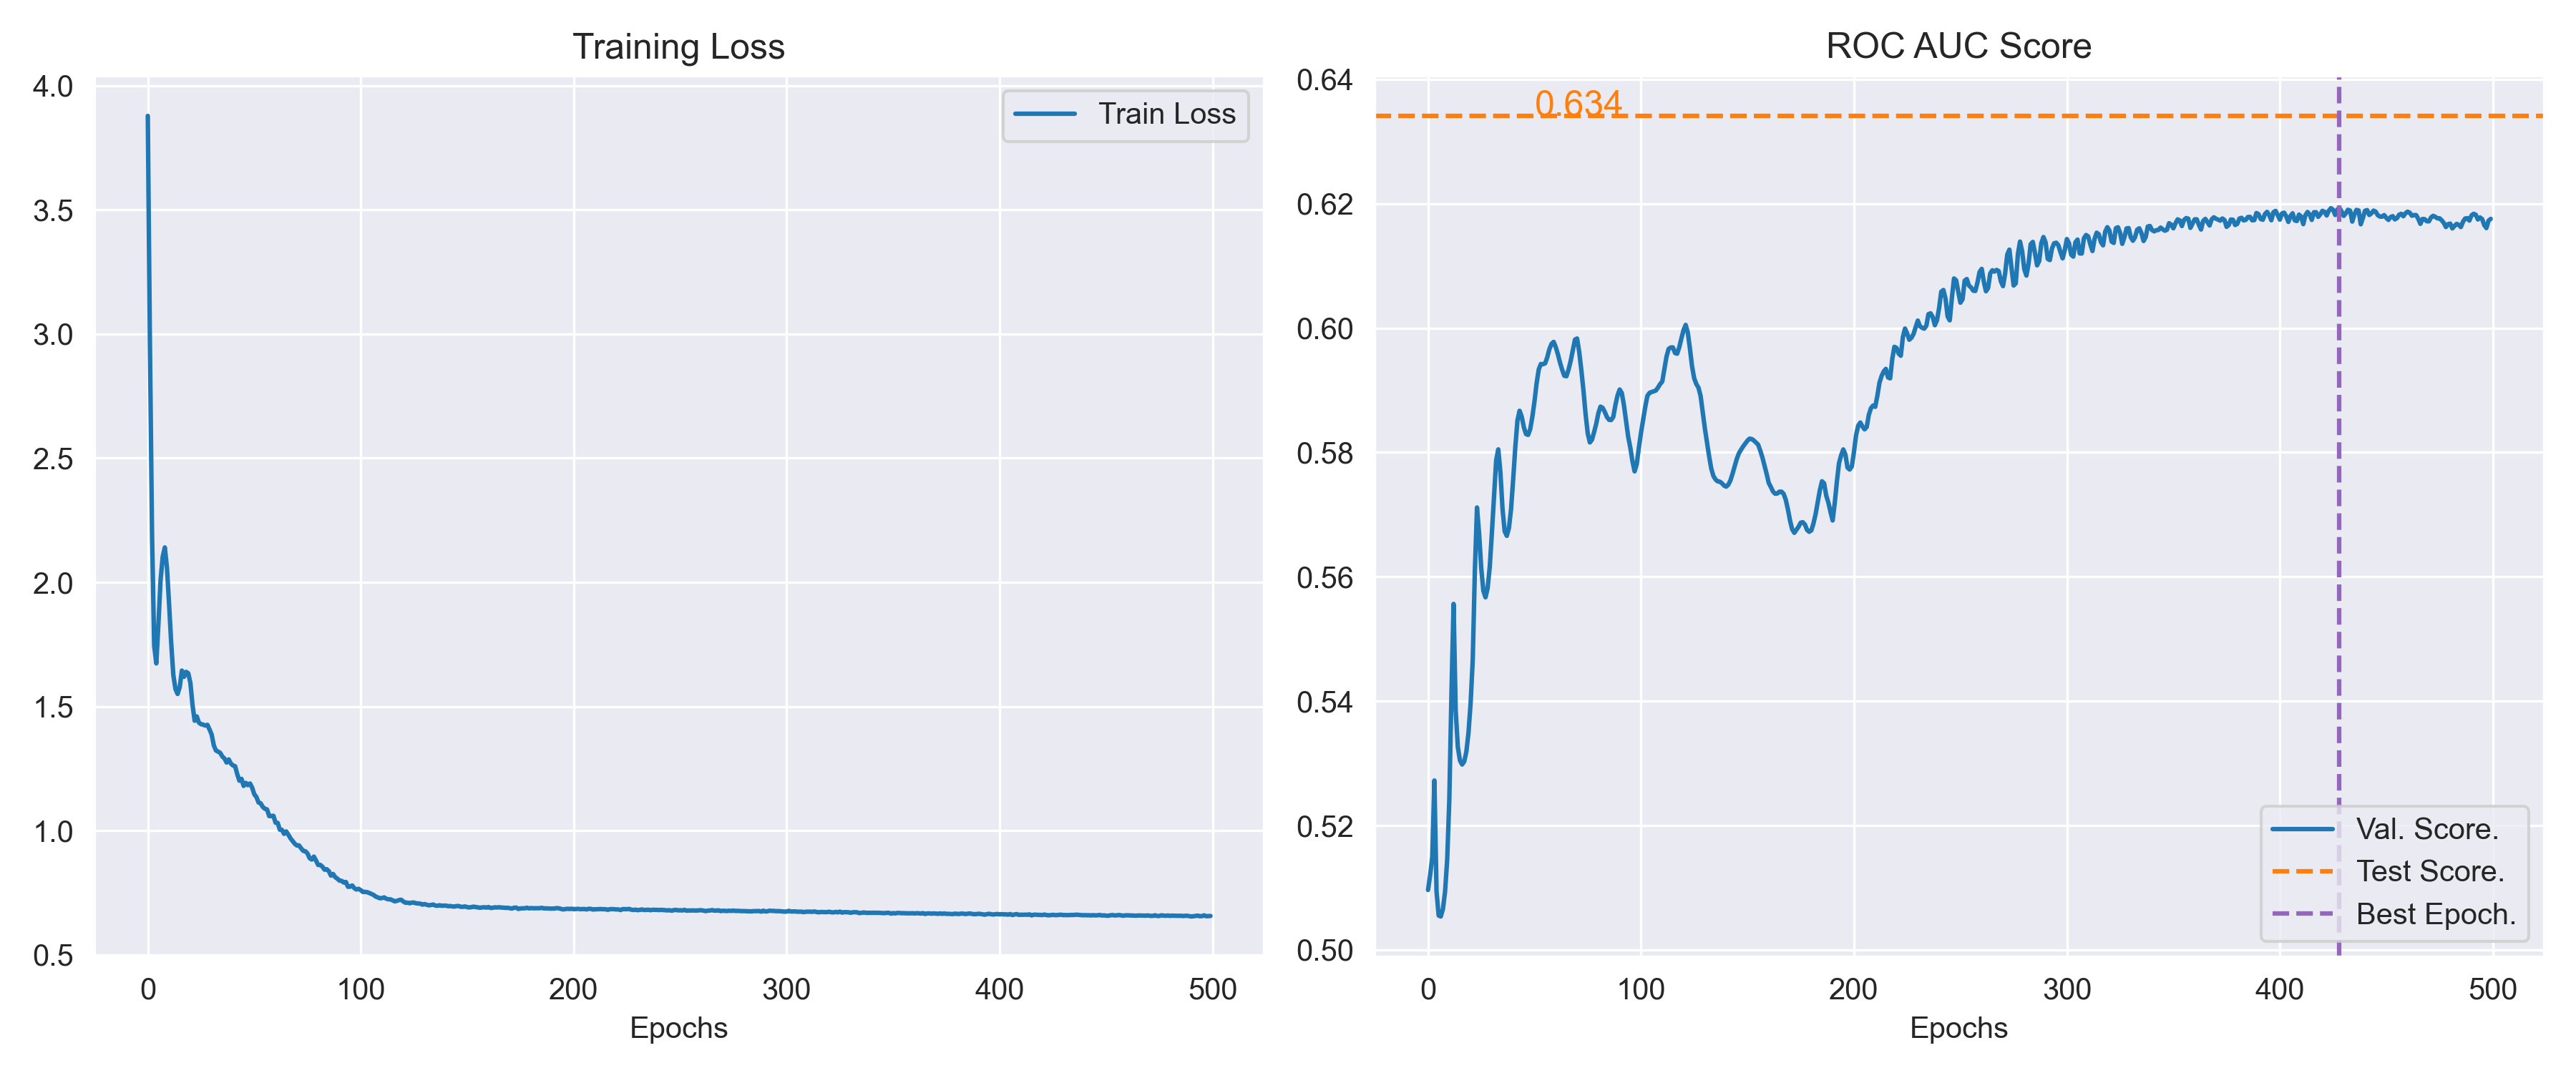 Training Loss
4.0
3.5
3.0
2.5
2.0
1.5
1.0
0.5
Train Loss
0 100 200 300 400 500
Epochs
ROC AUC Score
0.64
0.62
0.60
0.58
0.56
0.54
0.52
0.50
0.634
Val. Score.
Test Score.
Best Epoch.
0 100 200 300 400 500
Epochs